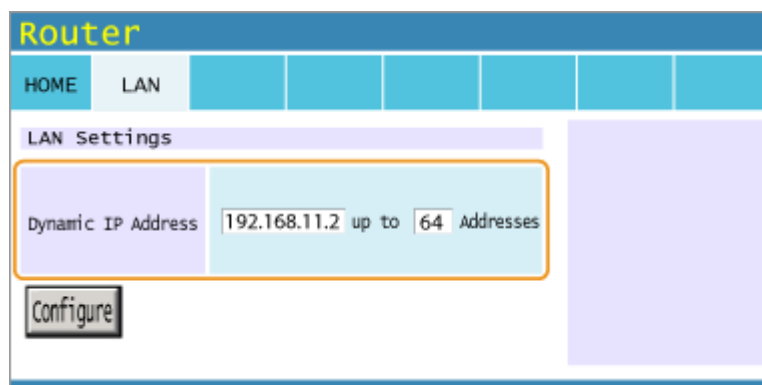 Router
HOME LAN
LAN Settings
Dynamic IP Address 192.168.11.2 up to 64 Addresses
Configure